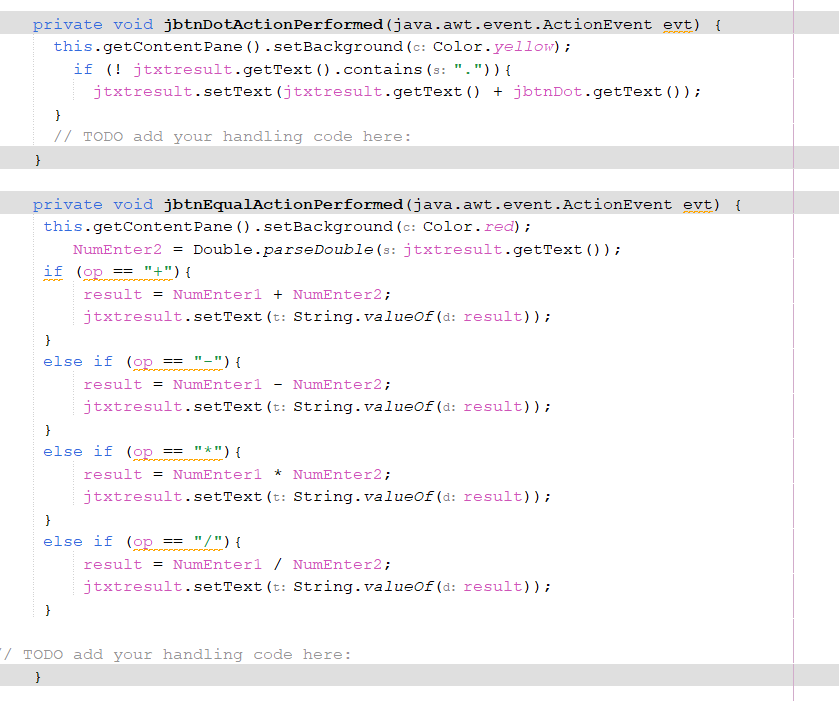 private void jbtnDotActionPerformed(java.awt.event.ActionEvent evt) {
this.getContentPane().setBackground(c: Color.yellow);
if (! jtxtresult.getText().contains(s: ".")){
jtxtresult.setText(jtxtresult.getText() + jbtnDot.getText());
}
// TODO add your handling code here:
}
private void jbtnEqualActionPerformed(java.awt.event.ActionEvent evt) {
this.getContentPane().setBackground(c: Color.red);
NumEnter2 = Double.parseDouble(s: jtxtresult.getText());
if (op == "+"){
result = NumEnter1 + NumEnter2;
jtxtresult.setText(t: String.valueOf(d: result));
}
else if (op == "-"){
result = NumEnter1 - NumEnter2;
jtxtresult.setText(t: String.valueOf(d: result));
}
else if (op == "*"){
result = NumEnter1 * NumEnter2;
jtxtresult.setText(t: String.valueOf(d: result));
}
else if (op == "/"){
result = NumEnter1 / NumEnter2;
jtxtresult.setText(t: String.valueOf(d: result));
}
// TODO add your handling code here:
}